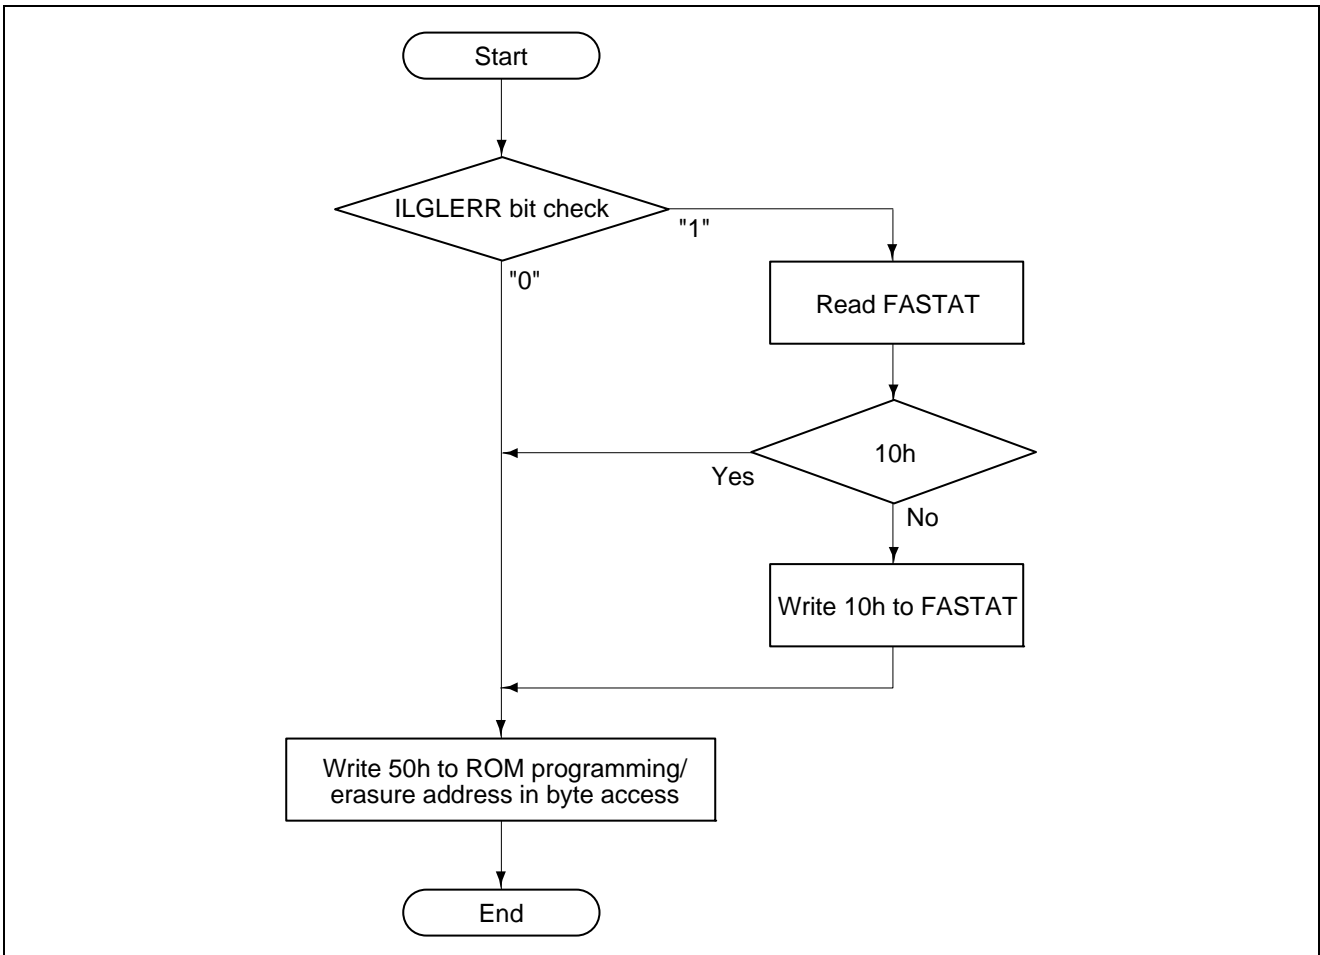 Start
ILGLERR bit check
"1"
"0"
Read FASTAT
10h
Yes
No
Write 10h to FASTAT
Write 50h to ROM programming/
erasure address in byte access
End